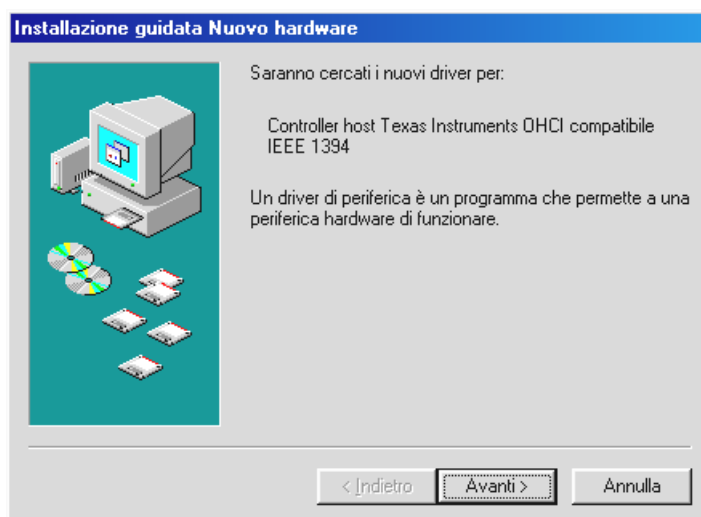 Installazione guidata Nuovo hardware
Saranno cercati i nuovi driver per:
Controller host Texas Instruments OHCI compatibile
IEEE 1394
Un driver di periferica è un programma che permette a una
periferica hardware di funzionare.
< Indietro
Avanti >
Annulla